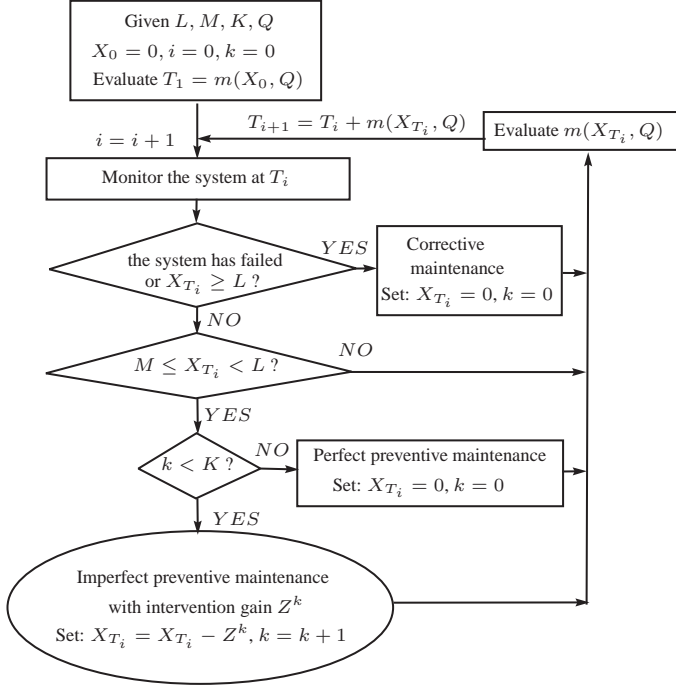 Given L, M, K, Q
X₀ = 0, i = 0, k = 0
Evaluate T₁ = m(X₀, Q)
i = i + 1
T_{i+1} = T_i + m(X_{T_i}, Q)
Evaluate m(X_{T_i}, Q)
Monitor the system at T_i
the system has failed
or X_{T_i} ≥ L ?
YES
Corrective
maintenance
Set: X_{T_i} = 0, k = 0
NO
M ≤ X_{T_i} < L ?
NO
YES
k < K ?
NO
Perfect preventive maintenance
Set: X_{T_i} = 0, k = 0
YES
Imperfect preventive maintenance
with intervention gain Z^k
Set: X_{T_i} = X_{T_i} − Z^k, k = k + 1